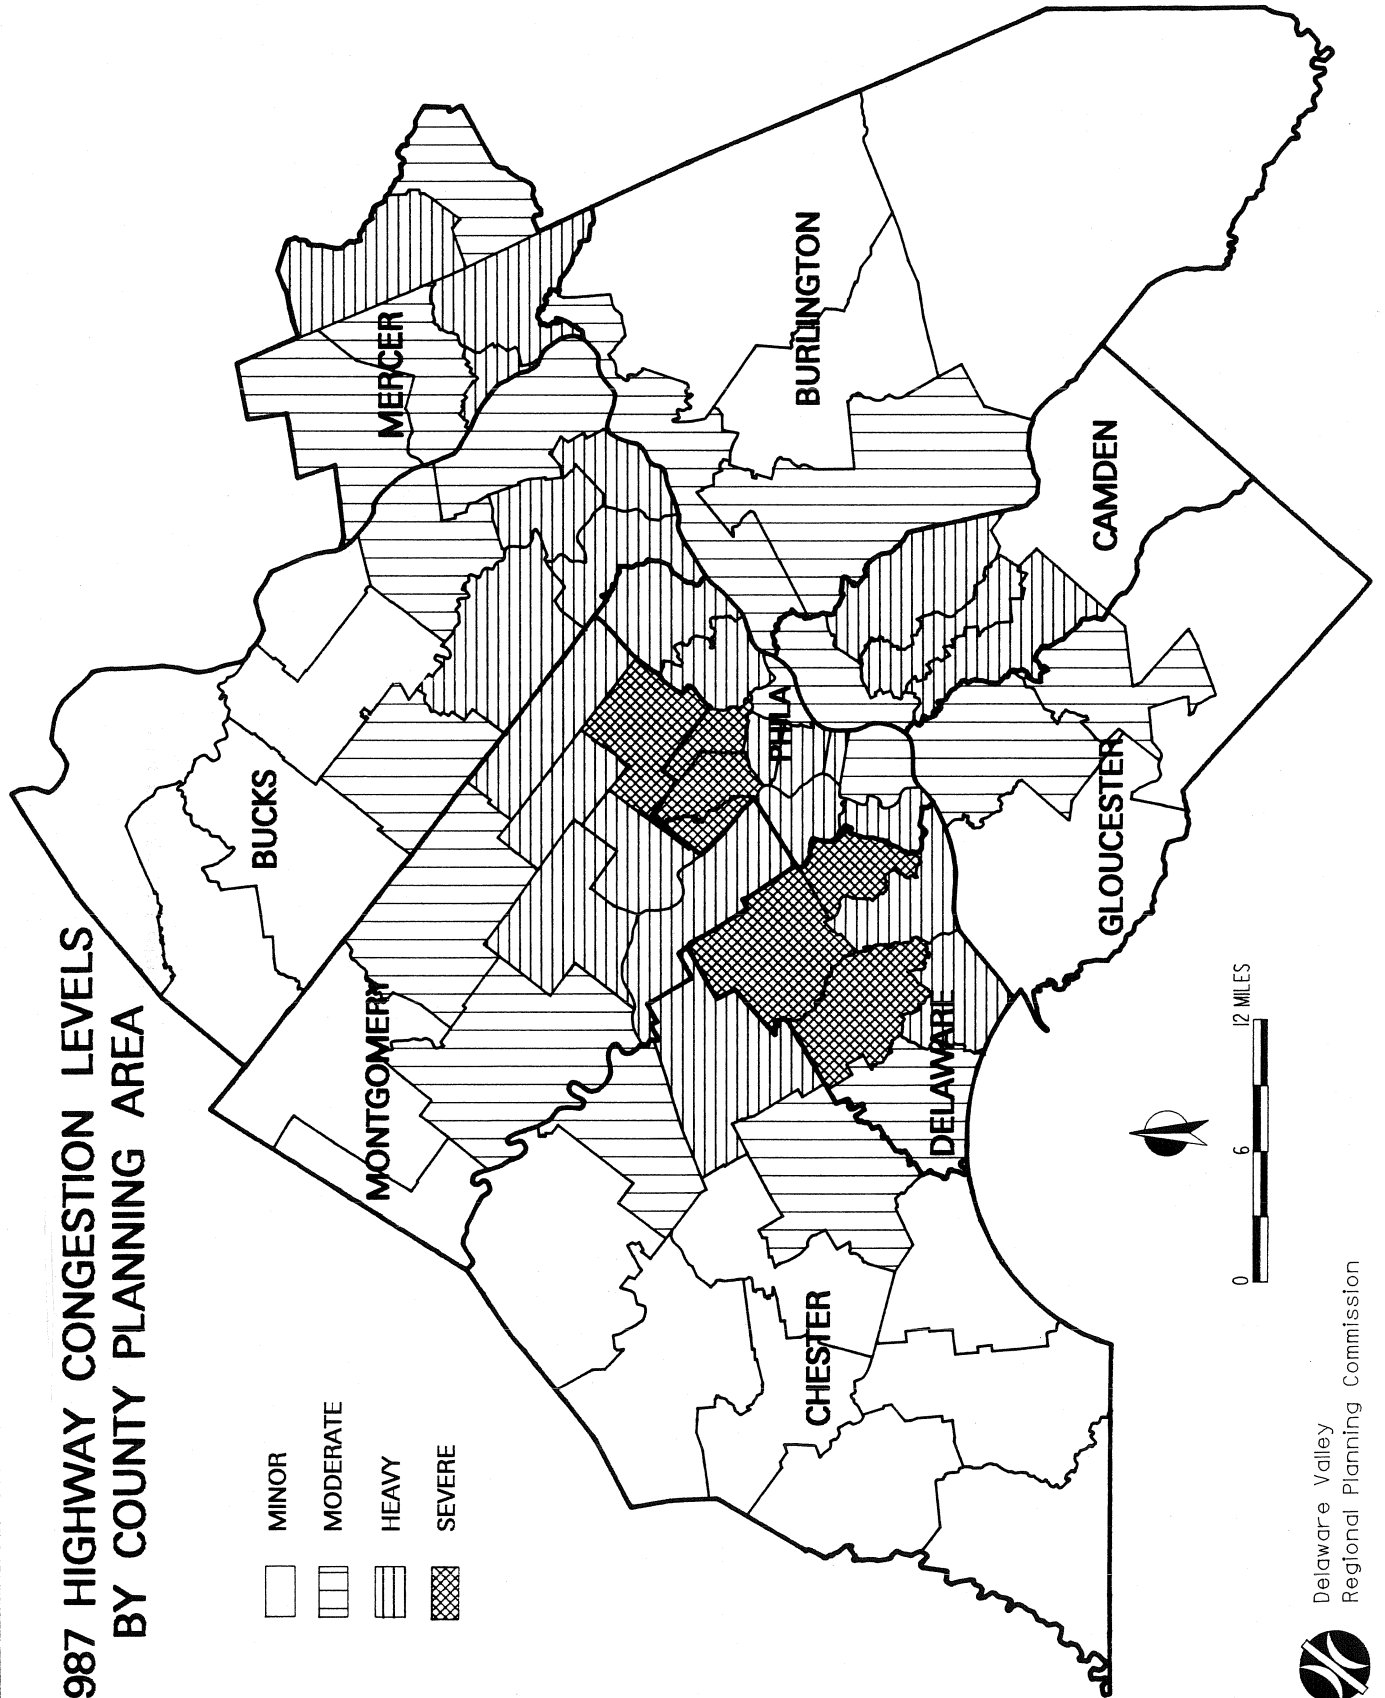 987 HIGHWAY CONGESTION LEVELS
BY COUNTY PLANNING AREA
MINOR
MODERATE
HEAVY
SEVERE
BUCKS
MERCER
MONTGOMERY
BURLINGTON
PHILA
CAMDEN
CHESTER
DELAWARE
GLOUCESTER
0 6 12 MILES
Delaware Valley
Regional Planning Commission